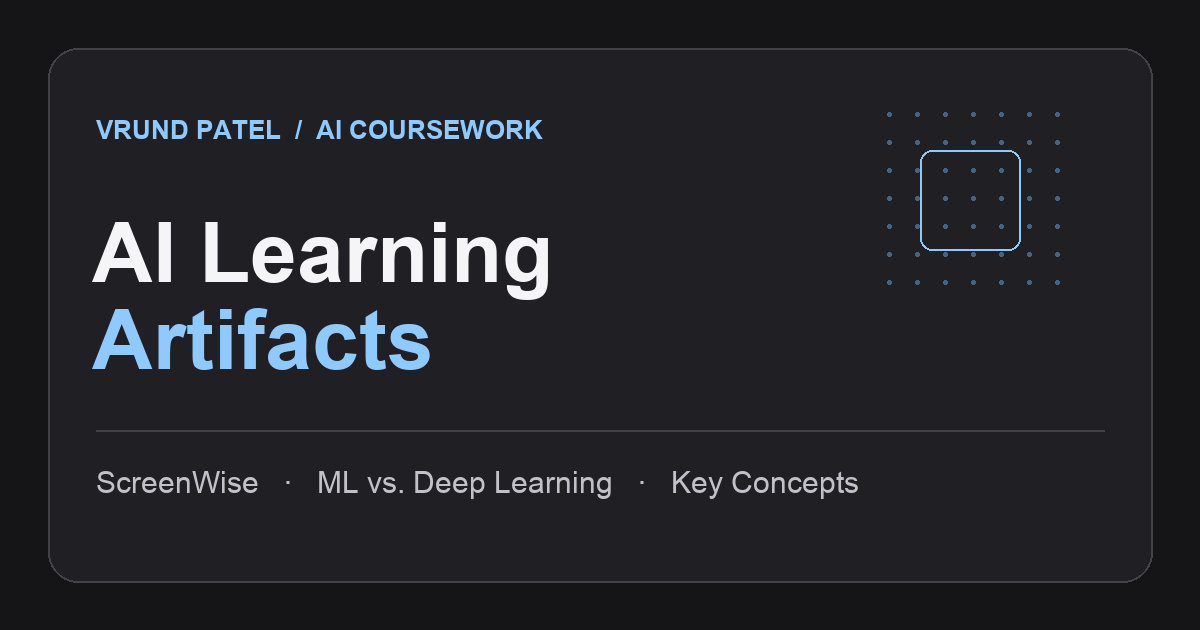 VRUND PATEL / AI COURSEWORK
AI Learning
Artifacts
ScreenWise · ML vs. Deep Learning · Key Concepts